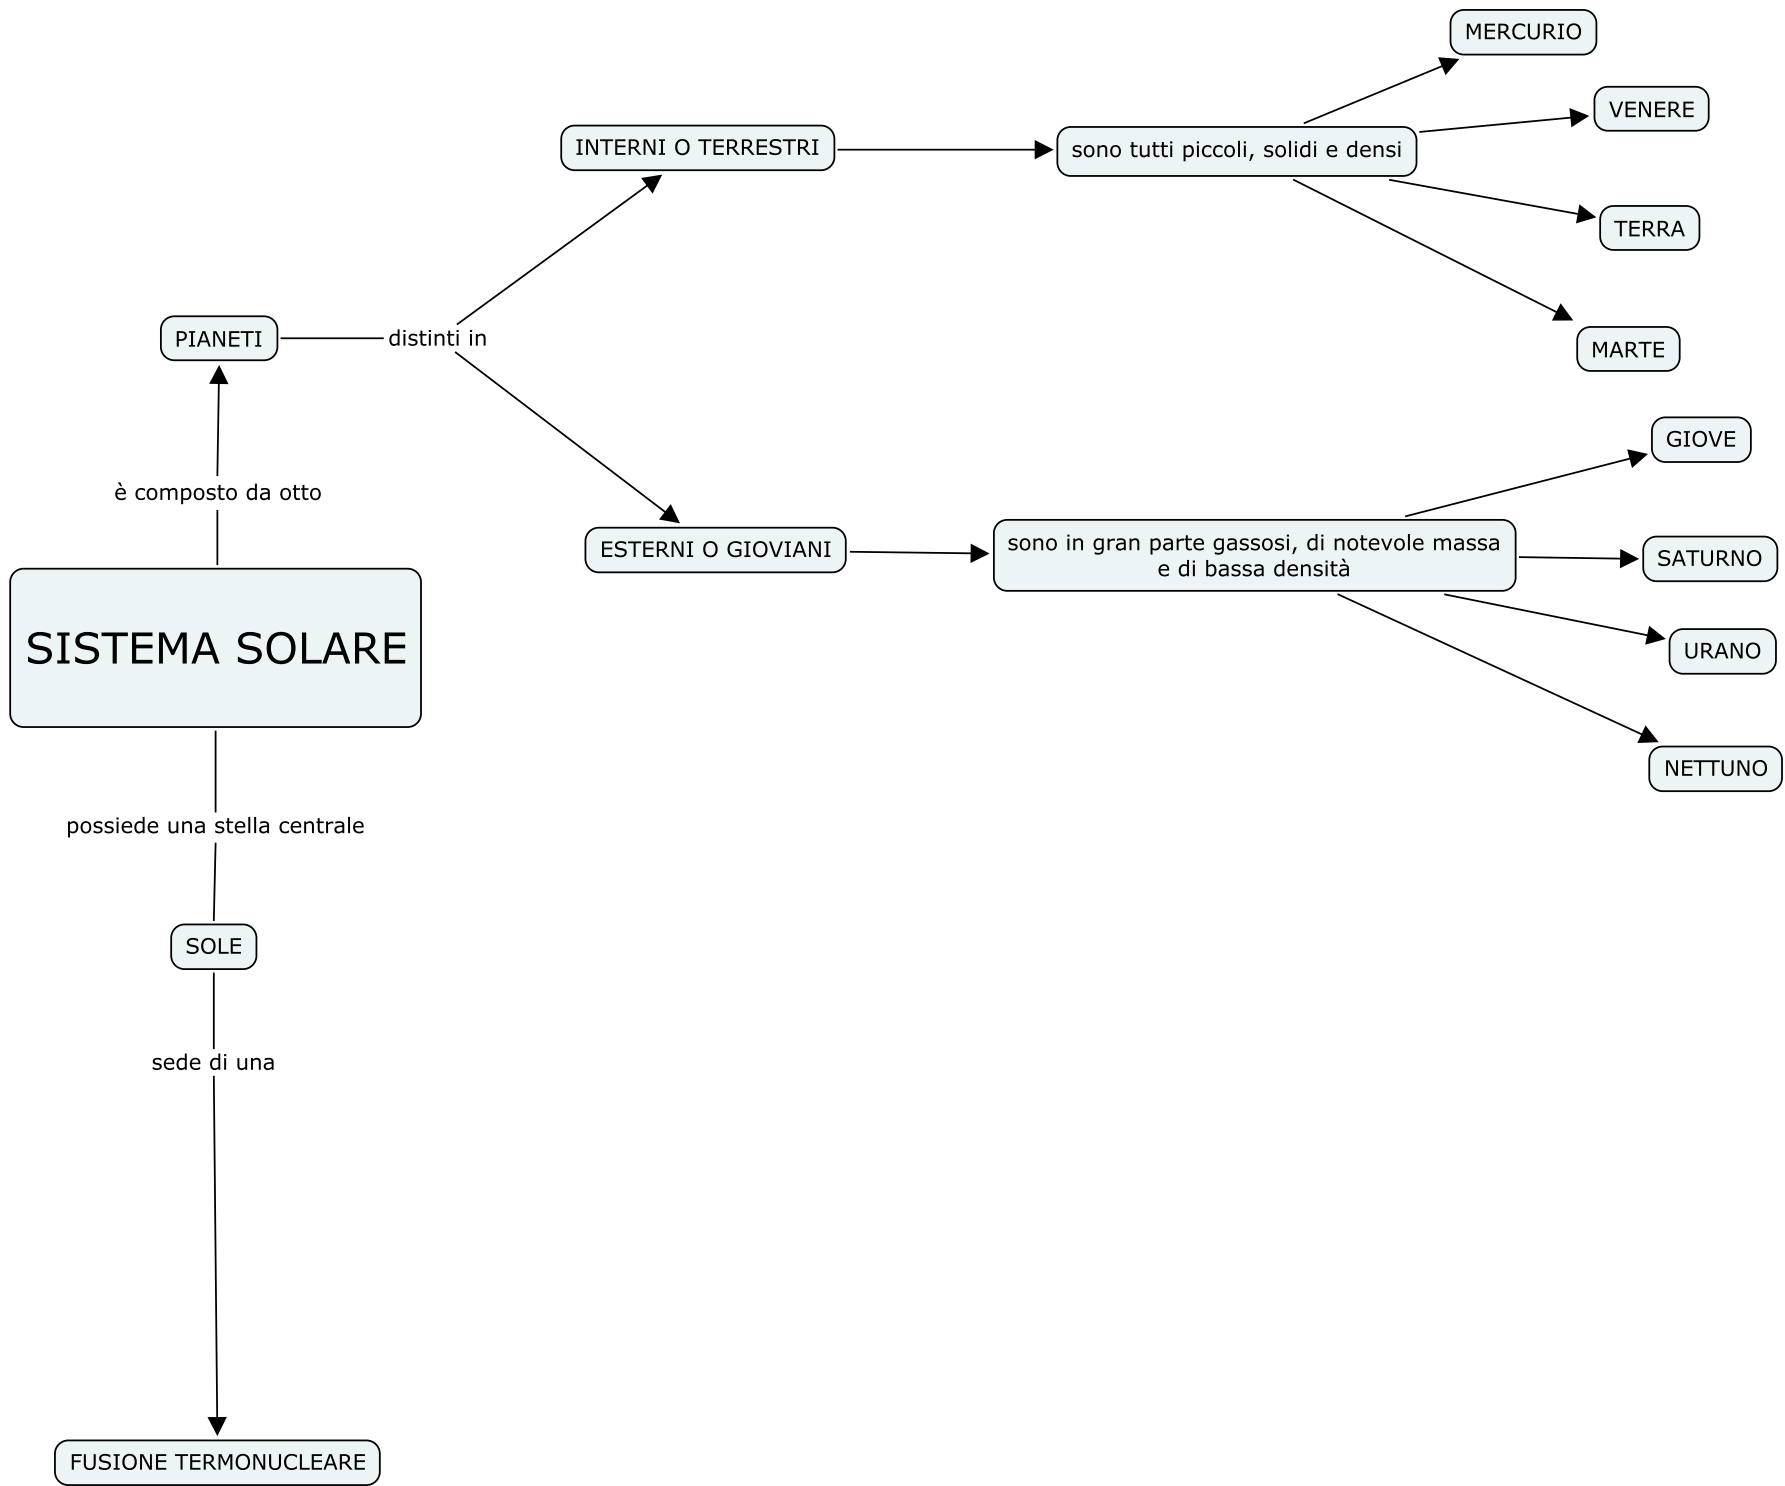 MERCURIO
VENERE
INTERNI O TERRESTRI
sono tutti piccoli, solidi e densi
TERRA
PIANETI
distinti in
MARTE
GIOVE
è composto da otto
ESTERNI O GIOVIANI
sono in gran parte gassosi, di notevole massa
e di bassa densità
SATURNO
SISTEMA SOLARE
URANO
NETTUNO
possiede una stella centrale
SOLE
sede di una
FUSIONE TERMONUCLEARE